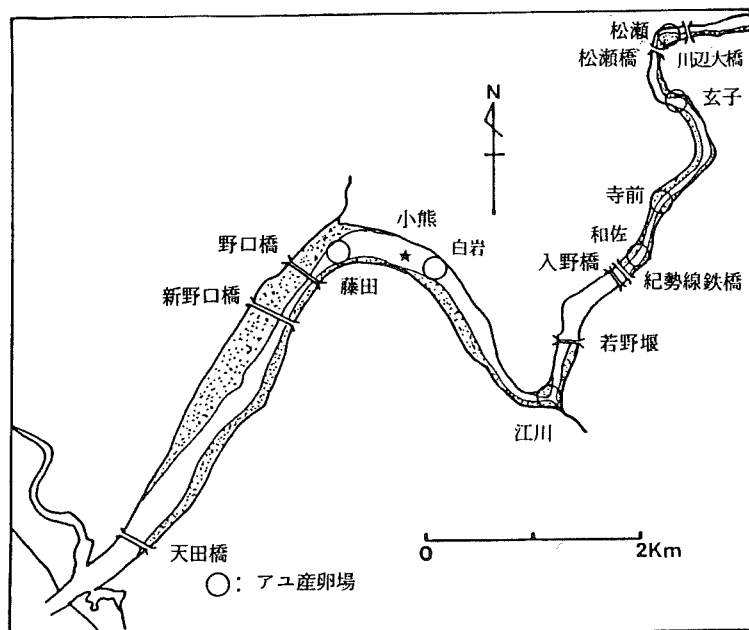 松瀬
松瀬橋
川辺大橋
玄子
N
寺前
小熊
和佐
野口橋
白岩
入野橋
紀勢線鉄橋
新野口橋
藤田
若野堰
江川
天田橋
0
2Km
○: アユ産卵場